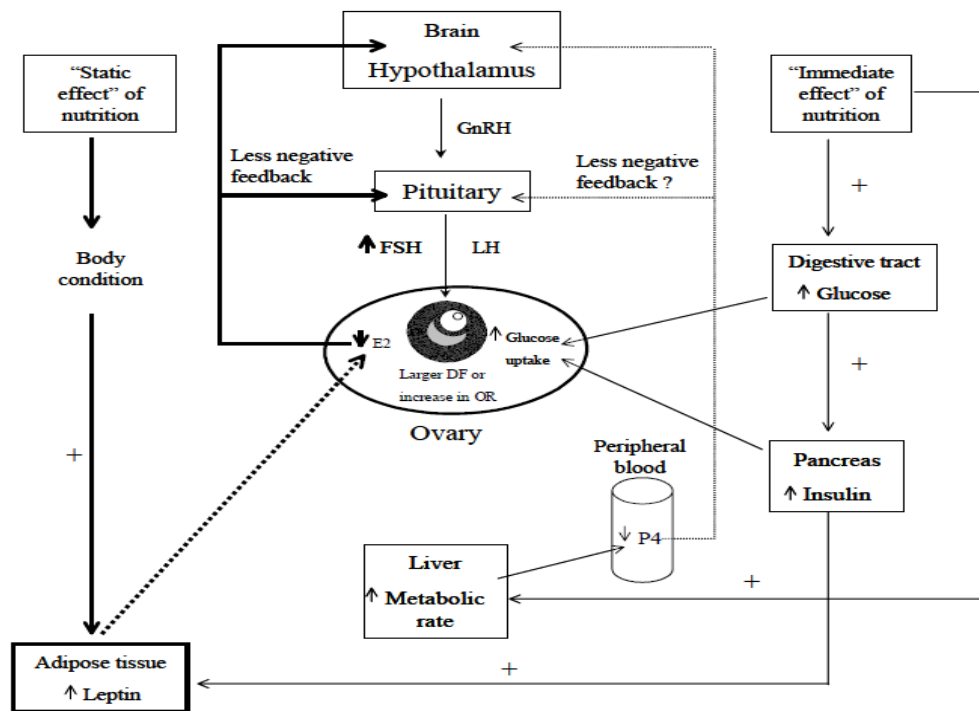 “Static
effect” of
nutrition
Brain
Hypothalamus
“Immediate
effect” of
nutrition
GnRH
Less negative
feedback
Less negative
feedback ?
+
Pituitary
↑ FSH LH
Body
condition
Digestive tract
↑ Glucose
↓ E2
↑ Glucose
uptake
Larger DF or
increase in OR
+
Ovary
+
Peripheral
blood
Pancreas
↑ Insulin
↓ P4
Liver
↑ Metabolic
rate
+
Adipose tissue
↑ Leptin
+